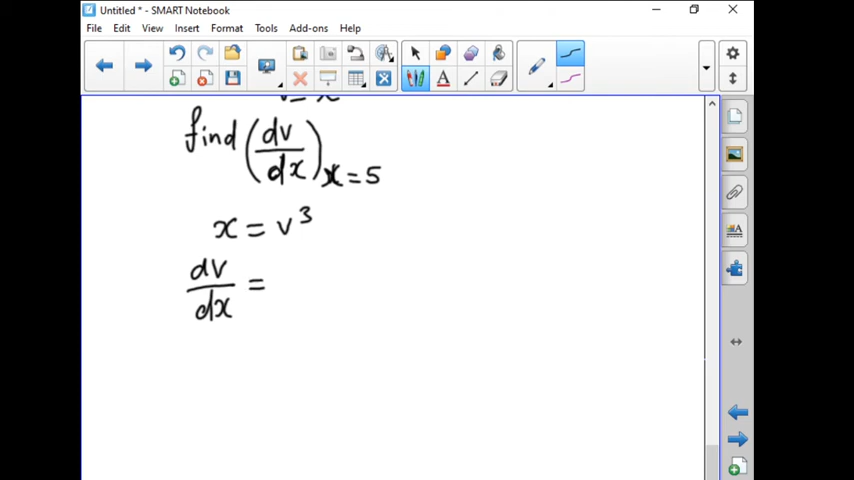 Untitled * - SMART Notebook
File Edit View Insert Format Tools Add-ons Help
find (dv/dx) x = 5
x = v³
dv/dx =